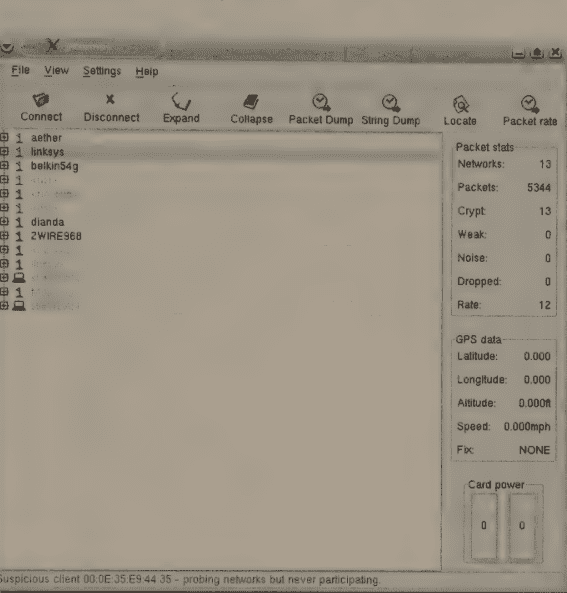 File View Settings Help
Connect Disconnect Expand Collapse Packet Dump String Dump Locate Packet rate
aether
linksys
belkin54g
dianda
2WIRE968
Packet stats
Networks: 13
Packets: 5344
Crypt: 13
Weak: 0
Noise: 0
Dropped: 0
Rate: 12
GPS data
Latitude: 0.000
Longitude: 0.000
Altitude: 0.000ft
Speed: 0.000mph
Fix: NONE
Card power
0 0
Suspicious client 00:0E:35:E9:44:35 - probing networks but never participating.